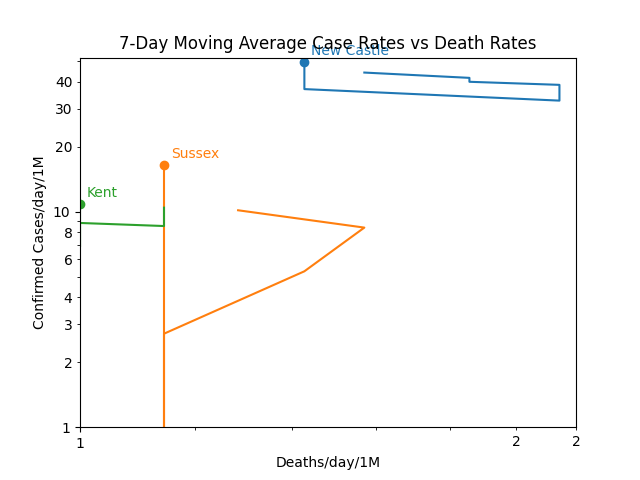 7-Day Moving Average Case Rates vs Death Rates
New Castle
Sussex
Kent
Confirmed Cases/day/1M
40
30
20
10
8
6
4
3
2
1
1
2
2
Deaths/day/1M